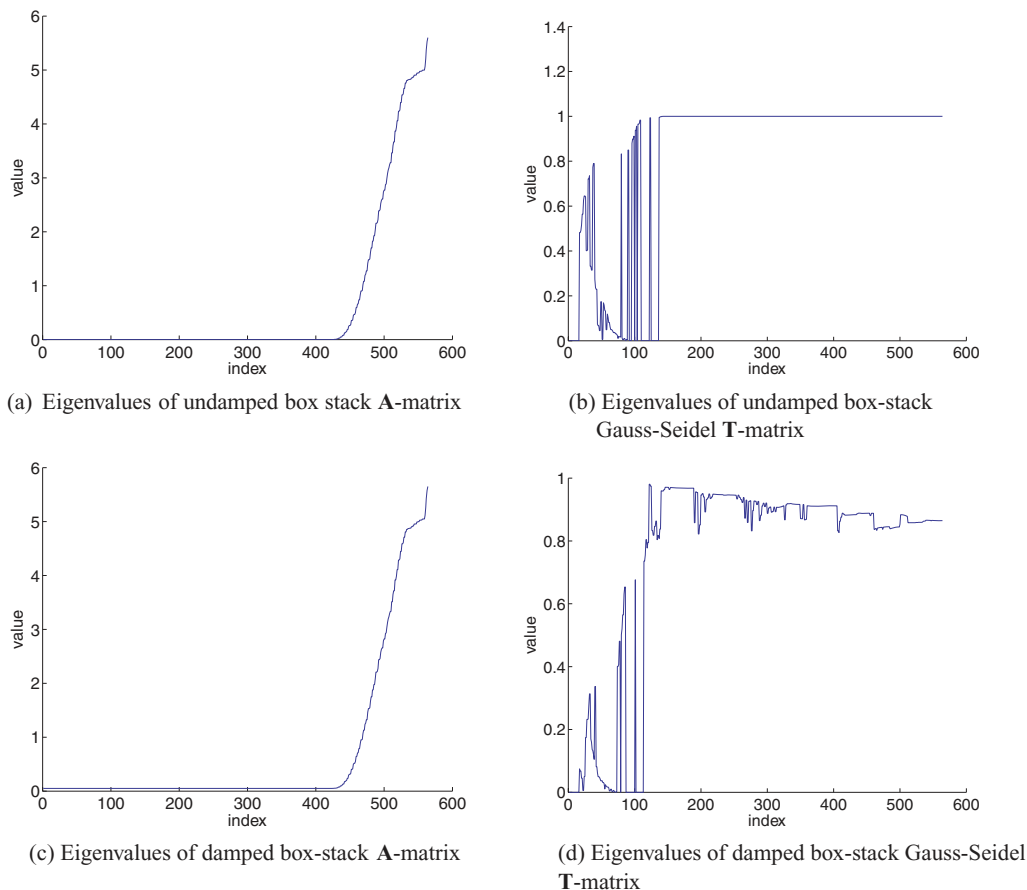 6
5
4
3
2
1
0
value
0 100 200 300 400 500 600
index
(a) Eigenvalues of undamped box stack A-matrix
1.4
1.2
1
0.8
0.6
0.4
0.2
0
value
0 100 200 300 400 500 600
index
(b) Eigenvalues of undamped box-stack
Gauss-Seidel T-matrix
6
5
4
3
2
1
0
value
0 100 200 300 400 500 600
index
(c) Eigenvalues of damped box-stack A-matrix
1
0.8
0.6
0.4
0.2
0
value
0 100 200 300 400 500 600
index
(d) Eigenvalues of damped box-stack Gauss-Seidel
T-matrix